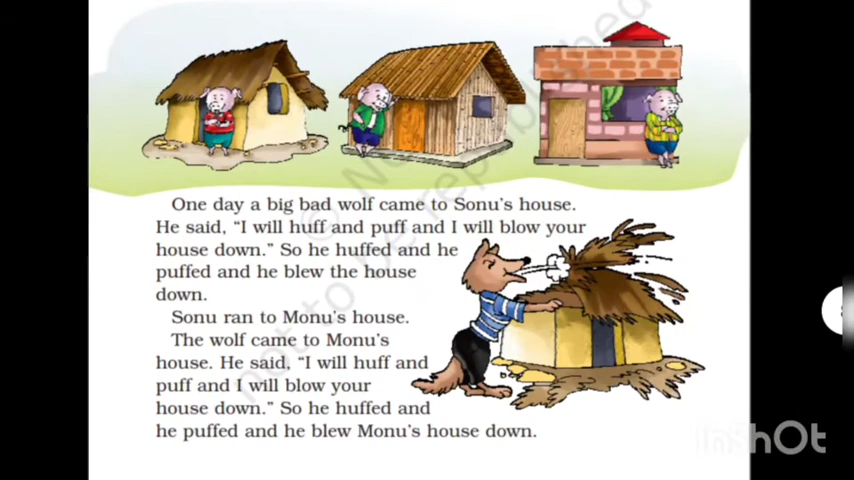 One day a big bad wolf came to Sonu's house.
He said, "I will huff and puff and I will blow your
house down." So he huffed and he
puffed and he blew the house
down.
Sonu ran to Monu's house.
The wolf came to Monu's
house. He said, "I will huff and
puff and I will blow your
house down." So he huffed and
he puffed and he blew Monu's house down.
InShOt